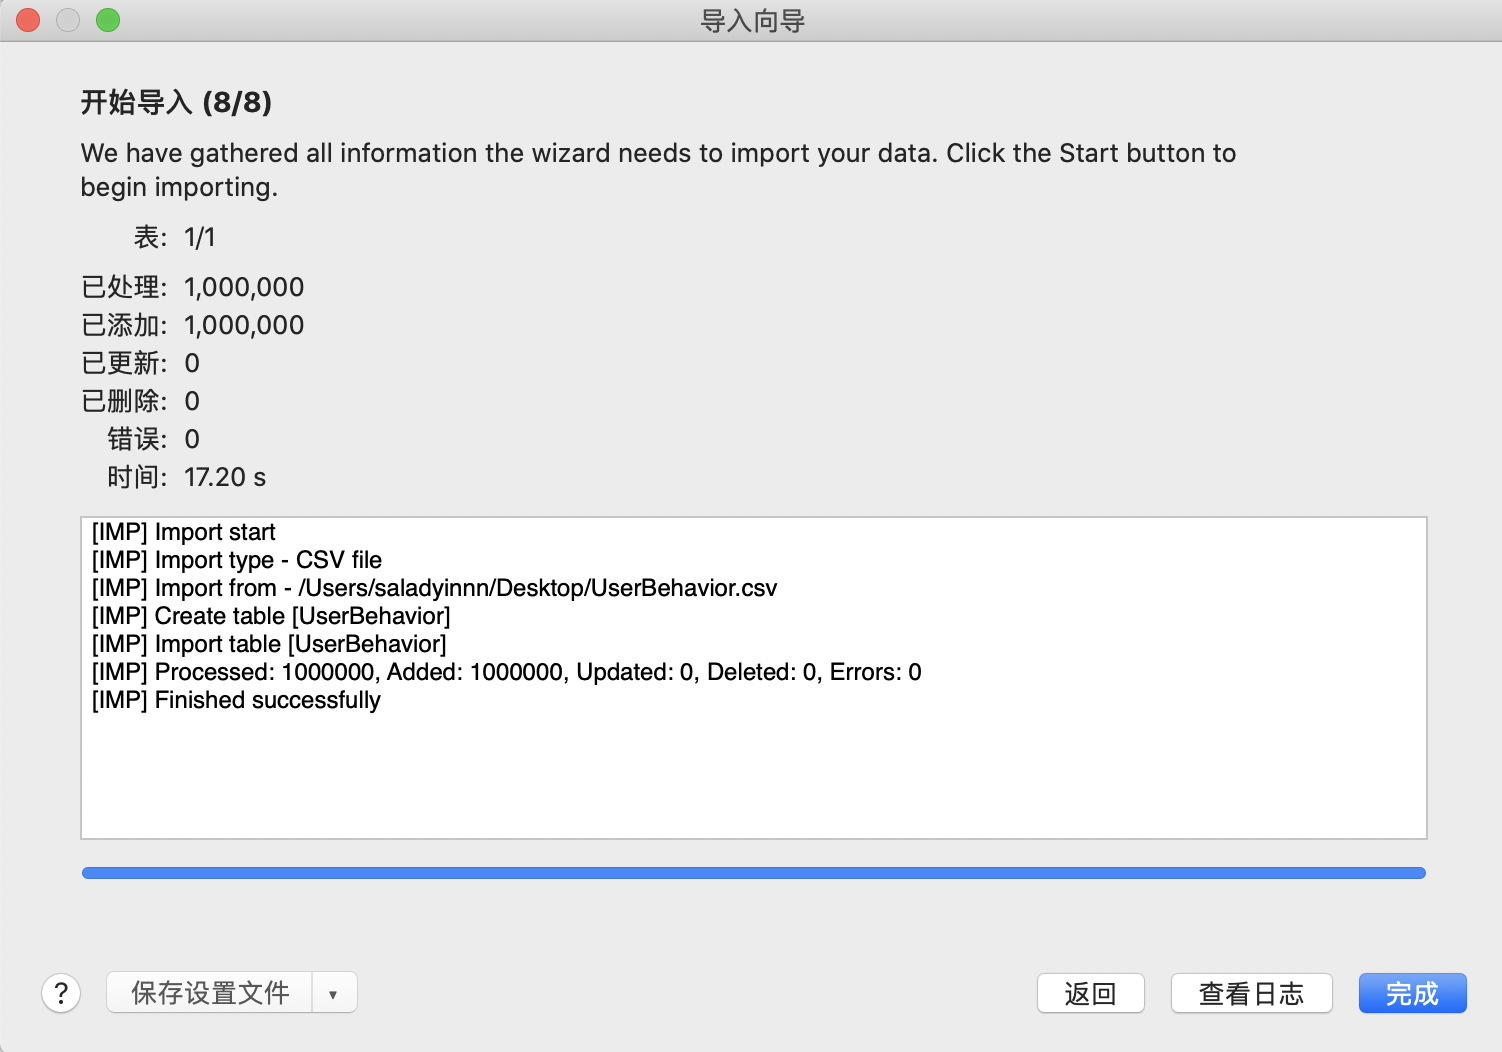 导入向导
开始导入 (8/8)
We have gathered all information the wizard needs to import your data. Click the Start button to
begin importing.
表: 1/1
已处理: 1,000,000
已添加: 1,000,000
已更新: 0
已删除: 0
错误: 0
时间: 17.20 s
[IMP] Import start
[IMP] Import type - CSV file
[IMP] Import from - /Users/saladyinnn/Desktop/UserBehavior.csv
[IMP] Create table [UserBehavior]
[IMP] Import table [UserBehavior]
[IMP] Processed: 1000000, Added: 1000000, Updated: 0, Deleted: 0, Errors: 0
[IMP] Finished successfully
? 保存设置文件 ▼ 返回 查看日志 完成